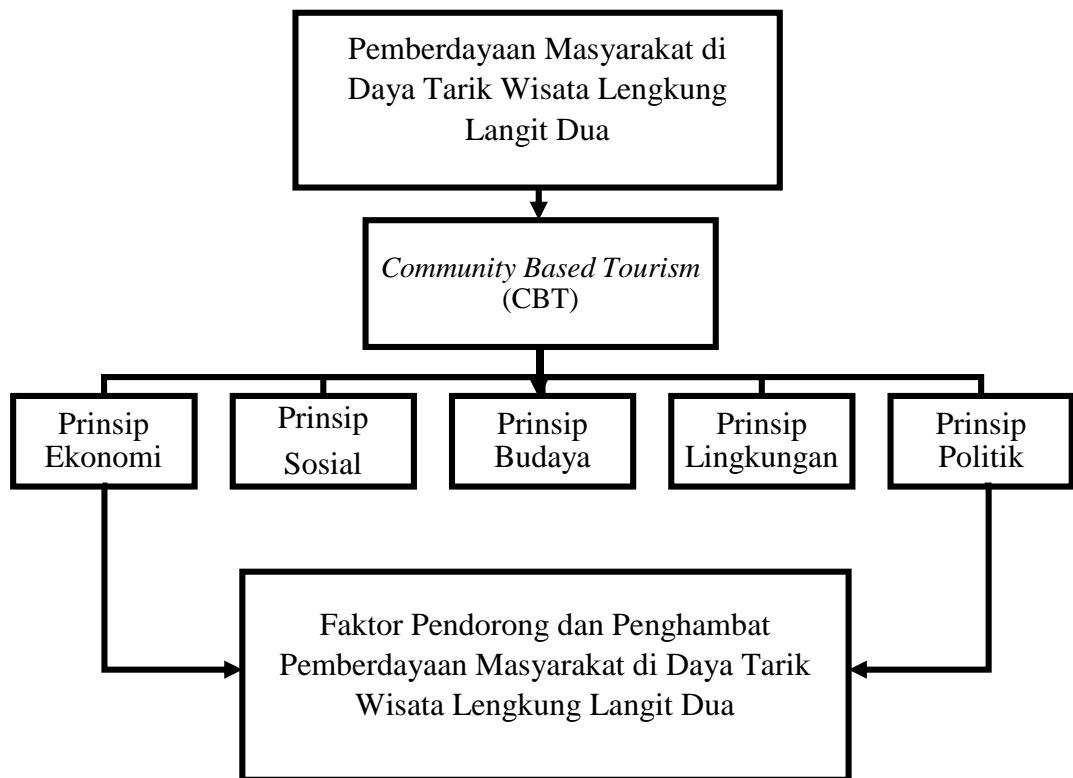 Pemberdayaan Masyarakat di
Daya Tarik Wisata Lengkung
Langit Dua
Community Based Tourism
(CBT)
Prinsip
Ekonomi
Prinsip
Sosial
Prinsip
Budaya
Prinsip
Lingkungan
Prinsip
Politik
Faktor Pendorong dan Penghambat
Pemberdayaan Masyarakat di Daya Tarik
Wisata Lengkung Langit Dua